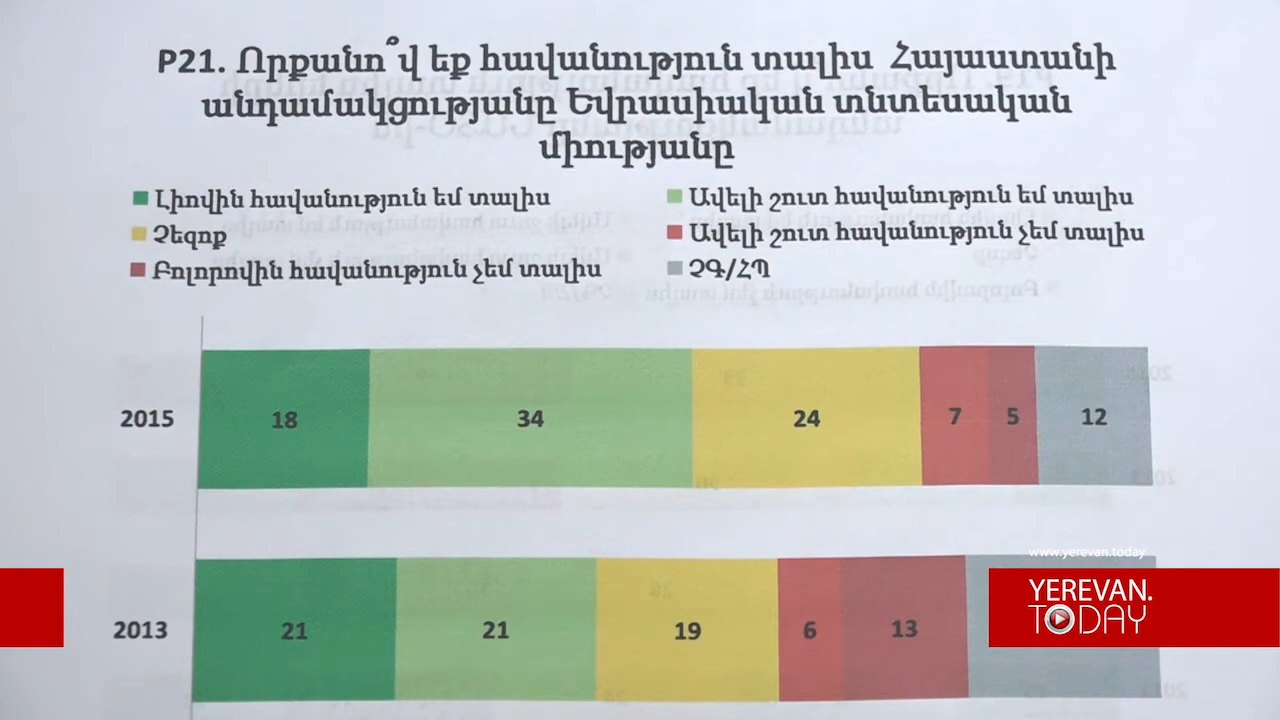 P21. Որքանո՞վ եք հավանություն տալիս Հայաստանի
անդամակցությանը Եվրասիական տնտեսական
միությանը
Լիովին հավանություն եմ տալիս
Ավելի շուտ հավանություն եմ տալիս
Չեզոք
Ավելի շուտ հավանություն չեմ տալիս
Բոլորովին հավանություն չեմ տալիս
ՉԳ/ՀՊ
2015 18 34 24 7 5 12
www.yerevan.today
YEREVAN.
TODAY
2013 21 21 19 6 13